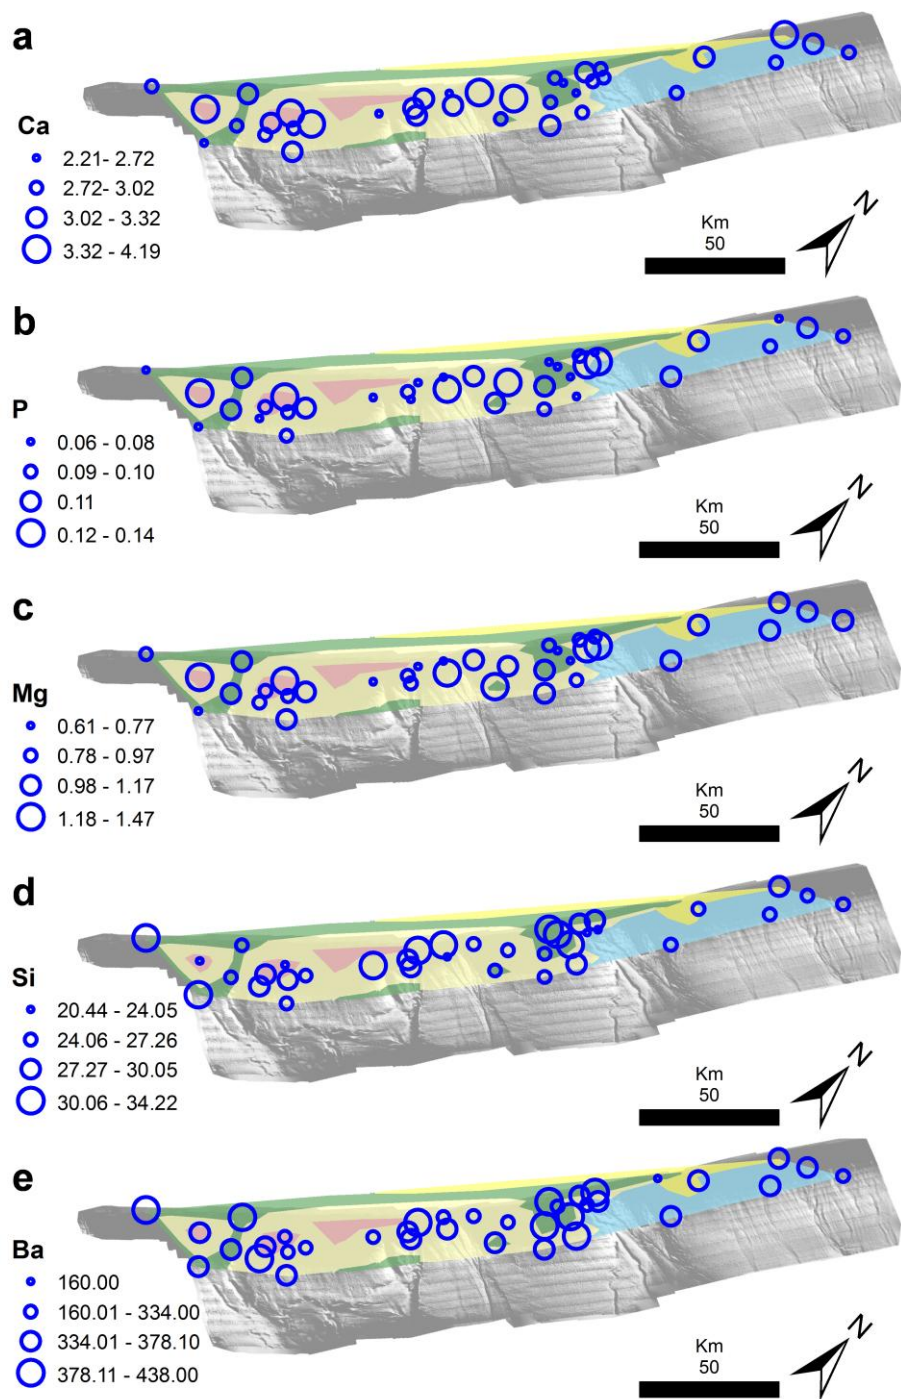 a
Ca
2.21- 2.72
2.72- 3.02
3.02 - 3.32
3.32 - 4.19
Km
50
N
b
P
0.06 - 0.08
0.09 - 0.10
0.11
0.12 - 0.14
Km
50
N
c
Mg
0.61 - 0.77
0.78 - 0.97
0.98 - 1.17
1.18 - 1.47
Km
50
N
d
Si
20.44 - 24.05
24.06 - 27.26
27.27 - 30.05
30.06 - 34.22
Km
50
N
e
Ba
160.00
160.01 - 334.00
334.01 - 378.10
378.11 - 438.00
Km
50
N